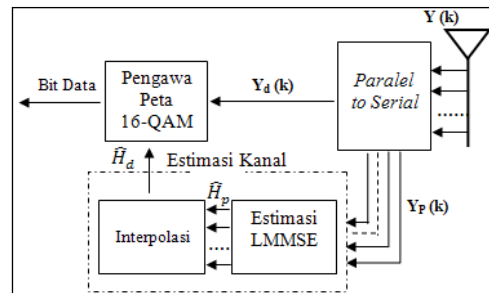 Y (k)
Pengawa
Peta
16-QAM
Bit Data
Y_d (k)
Paralel
to Serial
......
Ĥ_d
Estimasi Kanal
Ĥ_p
Y_P (k)
Interpolasi
....
Estimasi
LMMSE